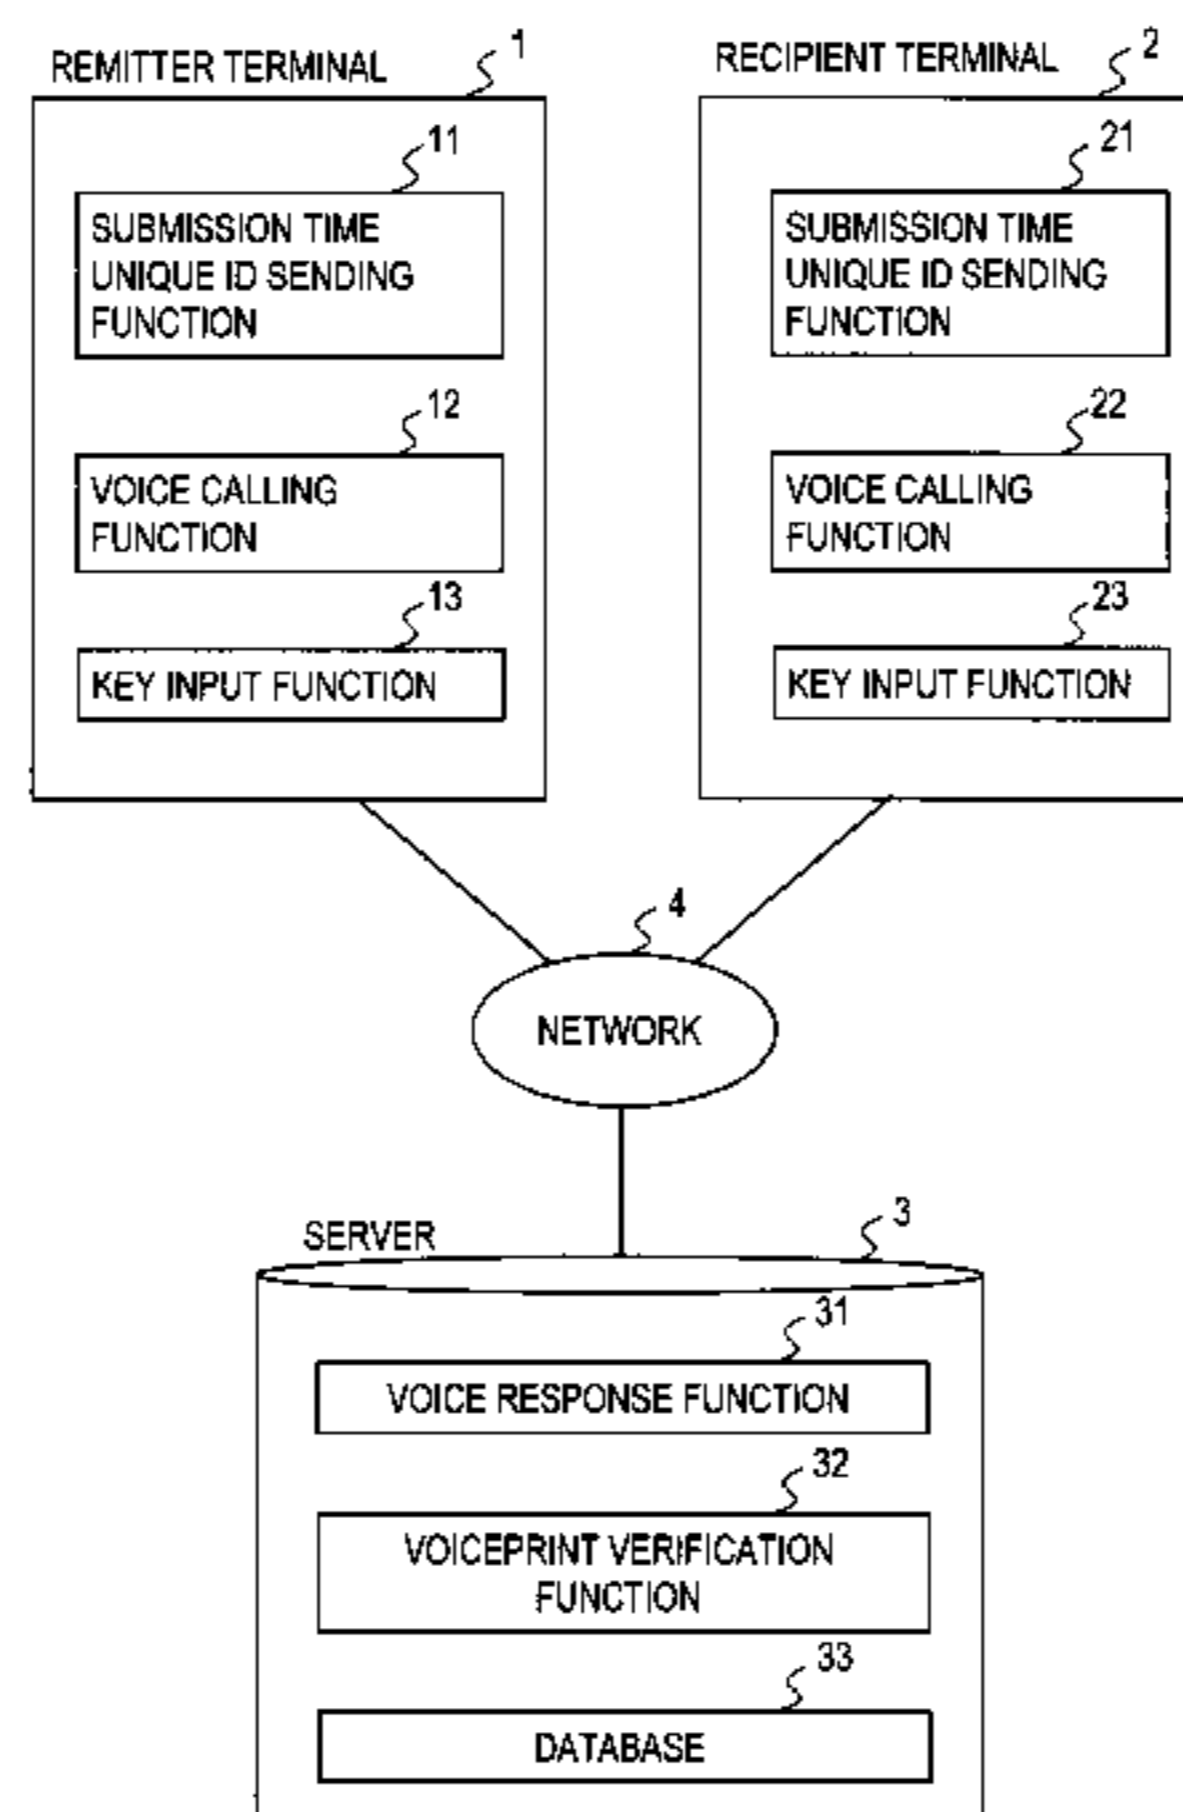 REMITTER TERMINAL
1
11
SUBMISSION TIME
UNIQUE ID SENDING
FUNCTION
12
VOICE CALLING
FUNCTION
13
KEY INPUT FUNCTION
RECIPIENT TERMINAL
2
21
SUBMISSION TIME
UNIQUE ID SENDING
FUNCTION
22
VOICE CALLING
FUNCTION
23
KEY INPUT FUNCTION
4
NETWORK
SERVER
3
31
VOICE RESPONSE FUNCTION
32
VOICEPRINT VERIFICATION
FUNCTION
33
DATABASE